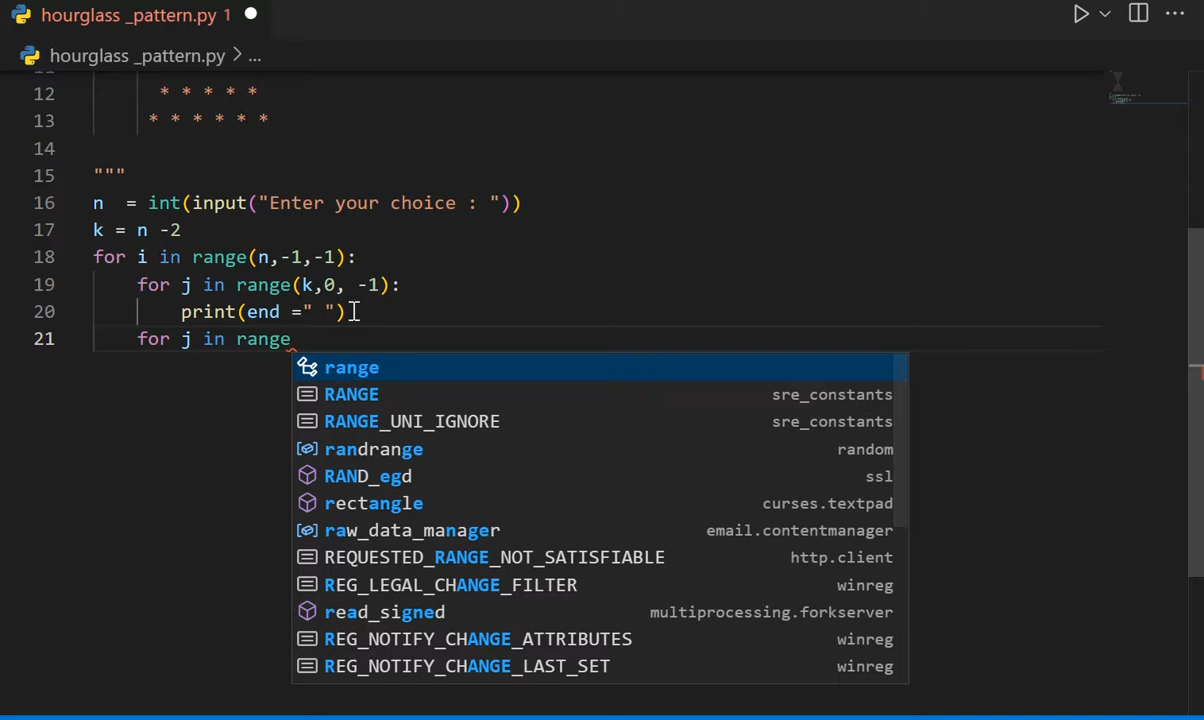 hourglass _pattern.py 1
hourglass _pattern.py > ...
12 * * * * *
13 * * * * * *
14
15 """
16 n  = int(input("Enter your choice : "))
17 k = n -2
18 for i in range(n,-1,-1):
19     for j in range(k,0, -1):
20         print(end =" ")
21     for j in range
range
RANGE sre_constants
RANGE_UNI_IGNORE sre_constants
randrange random
RAND_egd ssl
rectangle curses.textpad
raw_data_manager email.contentmanager
REQUESTED_RANGE_NOT_SATISFIABLE http.client
REG_LEGAL_CHANGE_FILTER winreg
read_signed multiprocessing.forkserver
REG_NOTIFY_CHANGE_ATTRIBUTES winreg
REG_NOTIFY_CHANGE_LAST_SET winreg